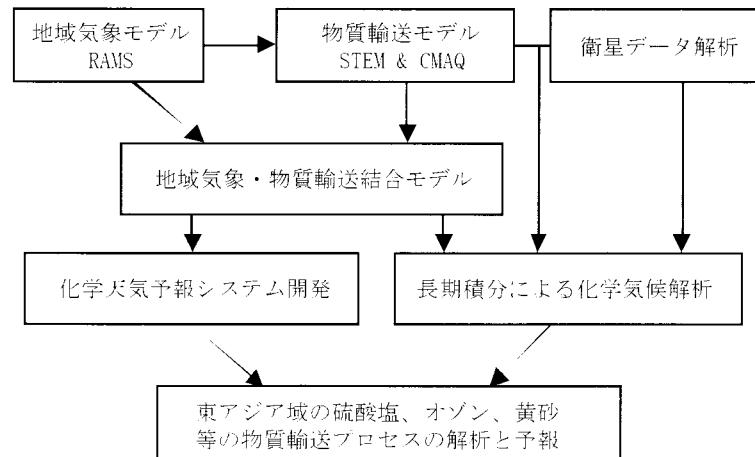 地域気象モデル
RAMS
物質輸送モデル
STEM & CMAQ
衛星データ解析
地域気象・物質輸送結合モデル
化学天気予報システム開発
長期積分による化学気候解析
東アジア域の硫酸塩、オゾン、黄砂
等の物質輸送プロセスの解析と予報